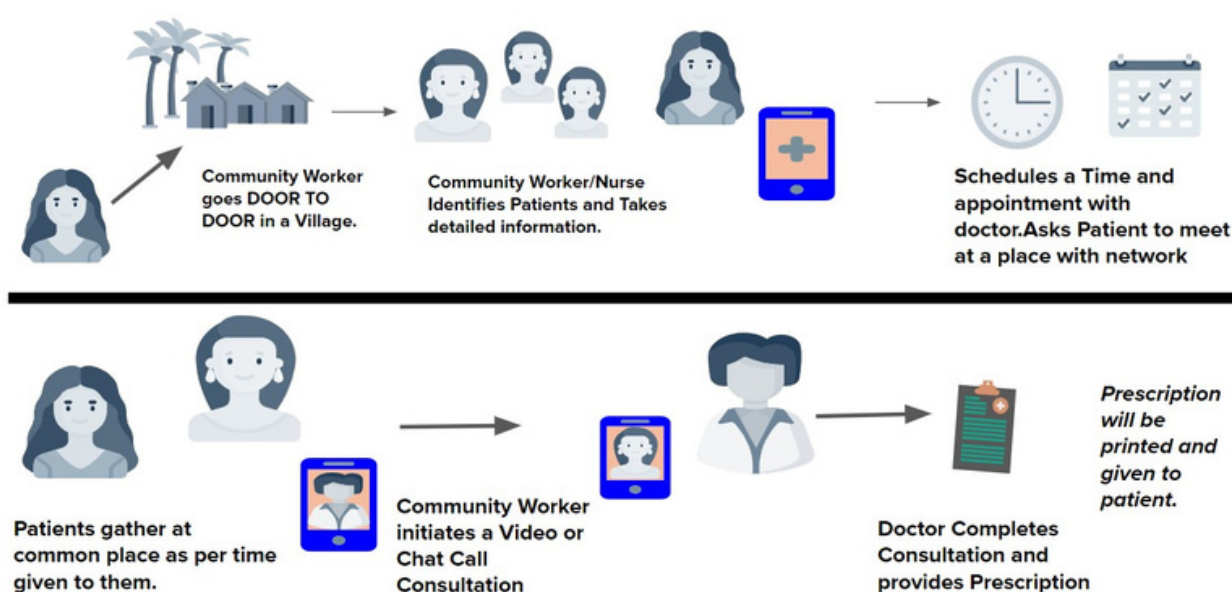 Community Worker
goes DOOR TO
DOOR in a Village.
Community Worker/Nurse
Identifies Patients and Takes
detailed information.
Schedules a Time and
appointment with
doctor.Asks Patient to meet
at a place with network
Patients gather at
common place as per time
given to them.
Community Worker
initiates a Video or
Chat Call
Consultation
Doctor Completes
Consultation and
provides Prescription
Prescription
will be
printed and
given to
patient.